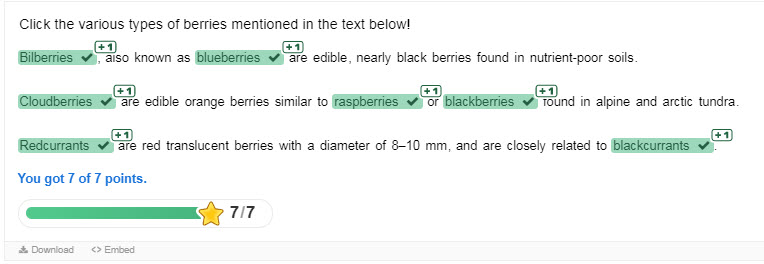 Click the various types of berries mentioned in the text below!
Bilberries ✔+1, also known as blueberries ✔+1 are edible, nearly black berries found in nutrient-poor soils.
Cloudberries ✔+1 are edible orange berries similar to raspberries ✔+1 or blackberries ✔+1 found in alpine and arctic tundra.
Redcurrants ✔+1 are red translucent berries with a diameter of 8–10 mm, and are closely related to blackcurrants ✔+1.
You got 7 of 7 points.
7/7
Download <> Embed